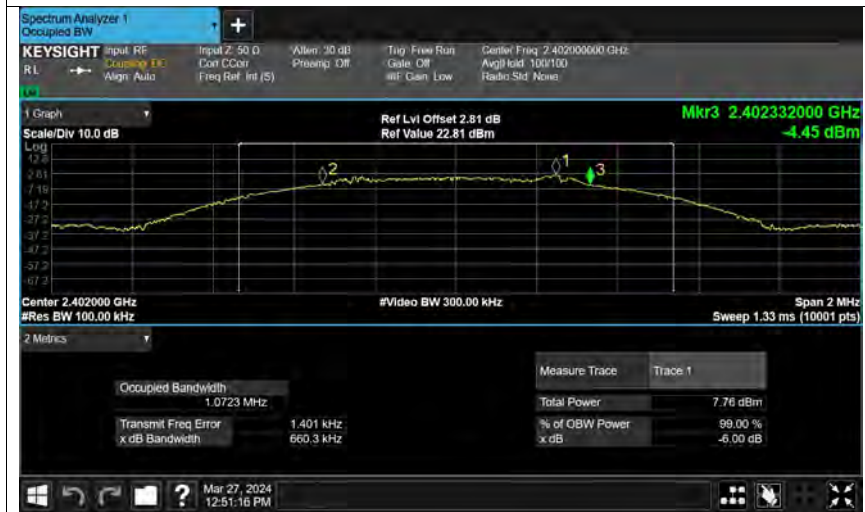 Spectrum Analyzer 1
Occupied BW
+
KEYSIGHT Input: RF
RL
Coupling: DC
Align: Auto
Input Z: 50 Ω
Corr CCorr
Freq Ref: Int (S)
Atten: 30 dB
Preamp: Off
Trig: Free Run
Gate: Off
#IF Gain: Low
Center Freq: 2.402000000 GHz
Avg|Hold: 100/100
Radio Std: None
1 Graph
Scale/Div 10.0 dB
Ref Lvl Offset 2.81 dB
Ref Value 22.81 dBm
Mkr3 2.402332000 GHz
-4.45 dBm
Log
12.8
2.81
-7.19
-17.2
-27.2
-37.2
-47.2
-57.2
-67.2
2
1
3
Center 2.402000 GHz
#Res BW 100.00 kHz
#Video BW 300.00 kHz
Span 2 MHz
Sweep 1.33 ms (10001 pts)
2 Metrics
Occupied Bandwidth
1.0723 MHz
Transmit Freq Error 1.401 kHz
x dB Bandwidth 660.3 kHz
Measure Trace Trace 1
Total Power 7.76 dBm
% of OBW Power 99.00 %
x dB -6.00 dB
?
Mar 27, 2024
12:51:16 PM